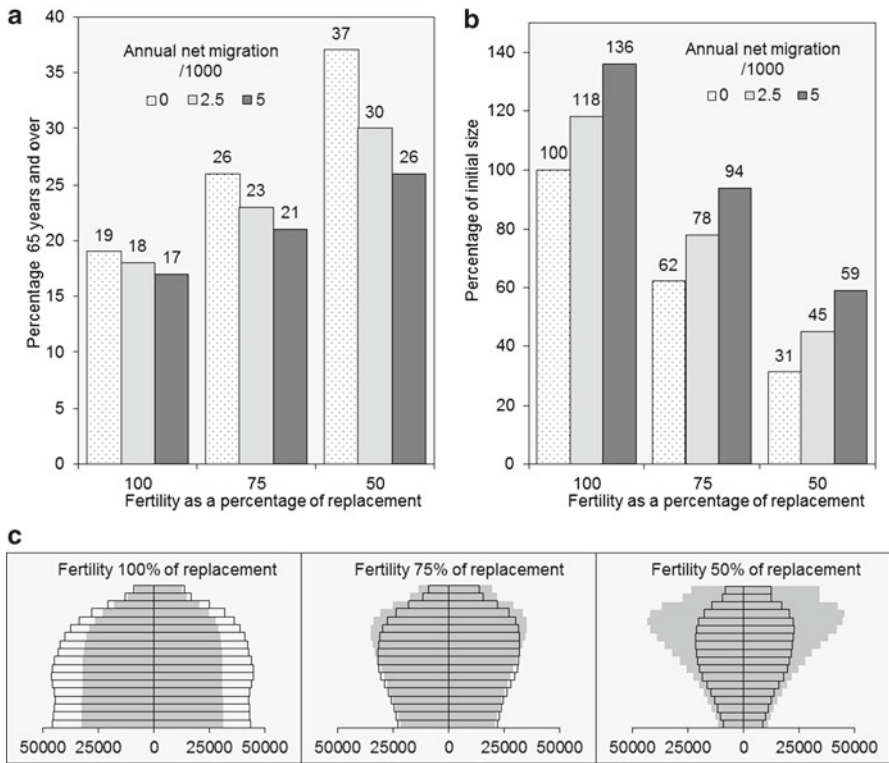 a
40
35
30
25
20
15
10
5
0
Percentage 65 years and over
Annual net migration
/1000
0 2.5 5
19 18 17
26 23 21
37 30 26
100 75 50
Fertility as a percentage of replacement
b
140
120
100
80
60
40
20
0
Percentage of initial size
Annual net migration
/1000
0 2.5 5
100 118 136
62 78 94
31 45 59
100 75 50
Fertility as a percentage of replacement
c
Fertility 100% of replacement
50000 25000 0 25000 50000
Fertility 75% of replacement
50000 25000 0 25000 50000
Fertility 50% of replacement
50000 25000 0 25000 50000